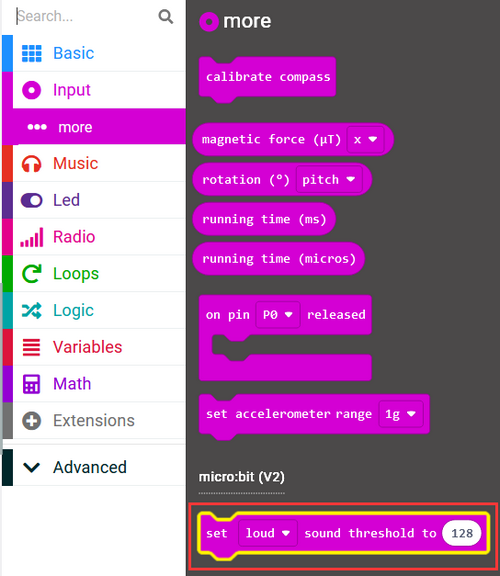 Search...
Basic
Input
more
Music
Led
Radio
Loops
Logic
Variables
Math
Extensions
Advanced
more
calibrate compass
magnetic force (µT) x
rotation (°) pitch
running time (ms)
running time (micros)
on pin P0 released
set accelerometer range 1g
micro:bit (V2)
set loud sound threshold to 128